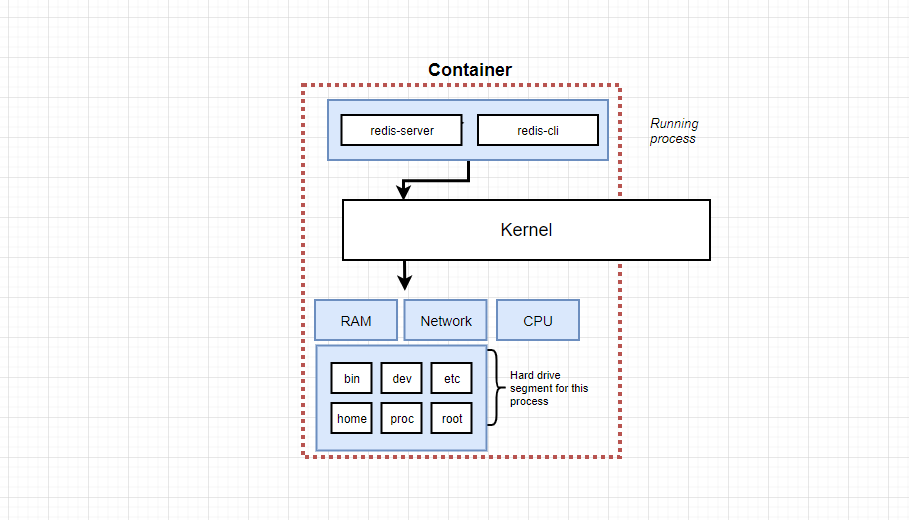 Container
redis-server
redis-cli
Running
process
Kernel
RAM
Network
CPU
bin
dev
etc
home
proc
root
Hard drive
segment for this
process